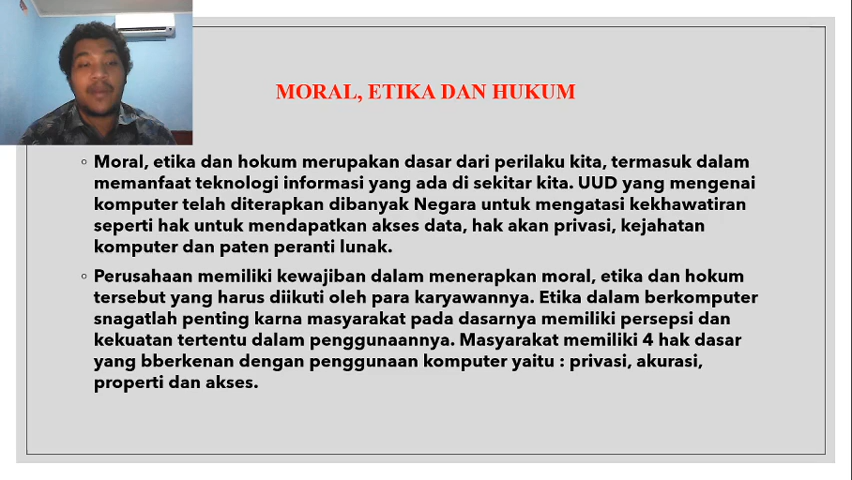 MORAL, ETIKA DAN HUKUM
◦ Moral, etika dan hokum merupakan dasar dari perilaku kita, termasuk dalam
memanfaat teknologi informasi yang ada di sekitar kita. UUD yang mengenai
komputer telah diterapkan dibanyak Negara untuk mengatasi kekhawatiran
seperti hak untuk mendapatkan akses data, hak akan privasi, kejahatan
komputer dan paten peranti lunak.
◦ Perusahaan memiliki kewajiban dalam menerapkan moral, etika dan hokum
tersebut yang harus diikuti oleh para karyawannya. Etika dalam berkomputer
snagatlah penting karna masyarakat pada dasarnya memiliki persepsi dan
kekuatan tertentu dalam penggunaannya. Masyarakat memiliki 4 hak dasar
yang bberkenan dengan penggunaan komputer yaitu : privasi, akurasi,
properti dan akses.